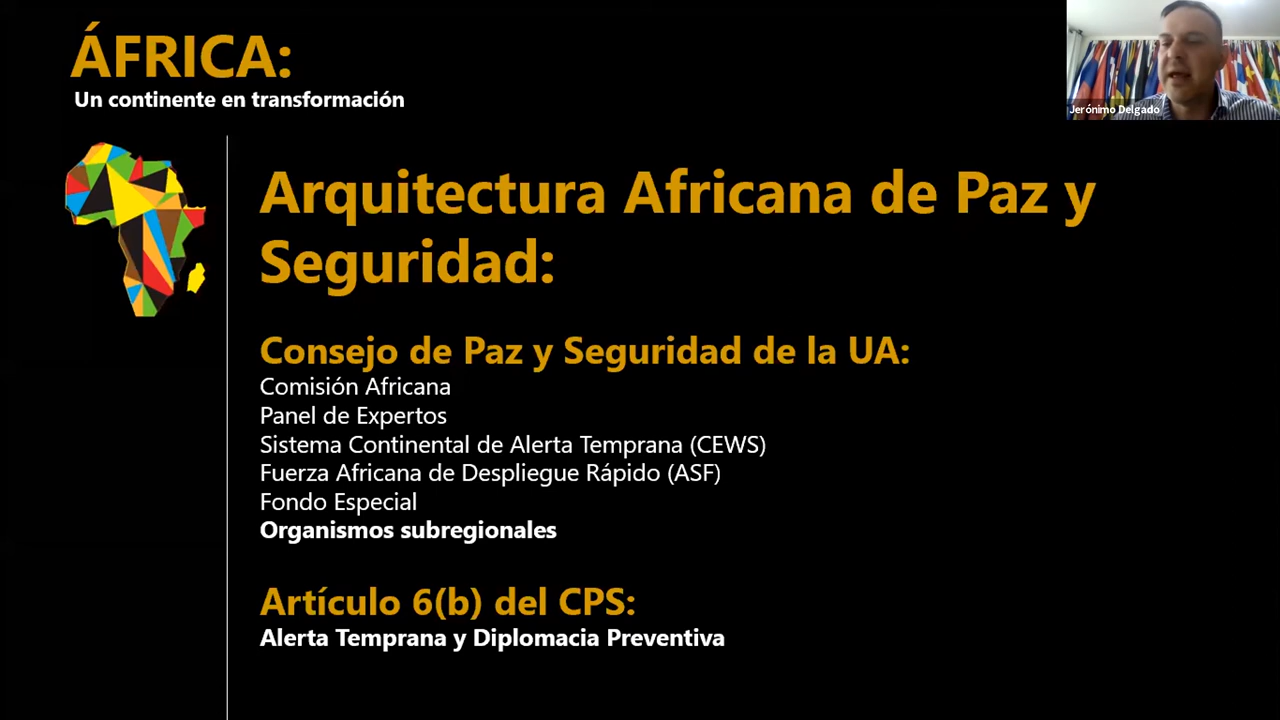 ÁFRICA:
Un continente en transformación
Jerónimo Delgado
Arquitectura Africana de Paz y
Seguridad:
Consejo de Paz y Seguridad de la UA:
Comisión Africana
Panel de Expertos
Sistema Continental de Alerta Temprana (CEWS)
Fuerza Africana de Despliegue Rápido (ASF)
Fondo Especial
Organismos subregionales
Artículo 6(b) del CPS:
Alerta Temprana y Diplomacia Preventiva